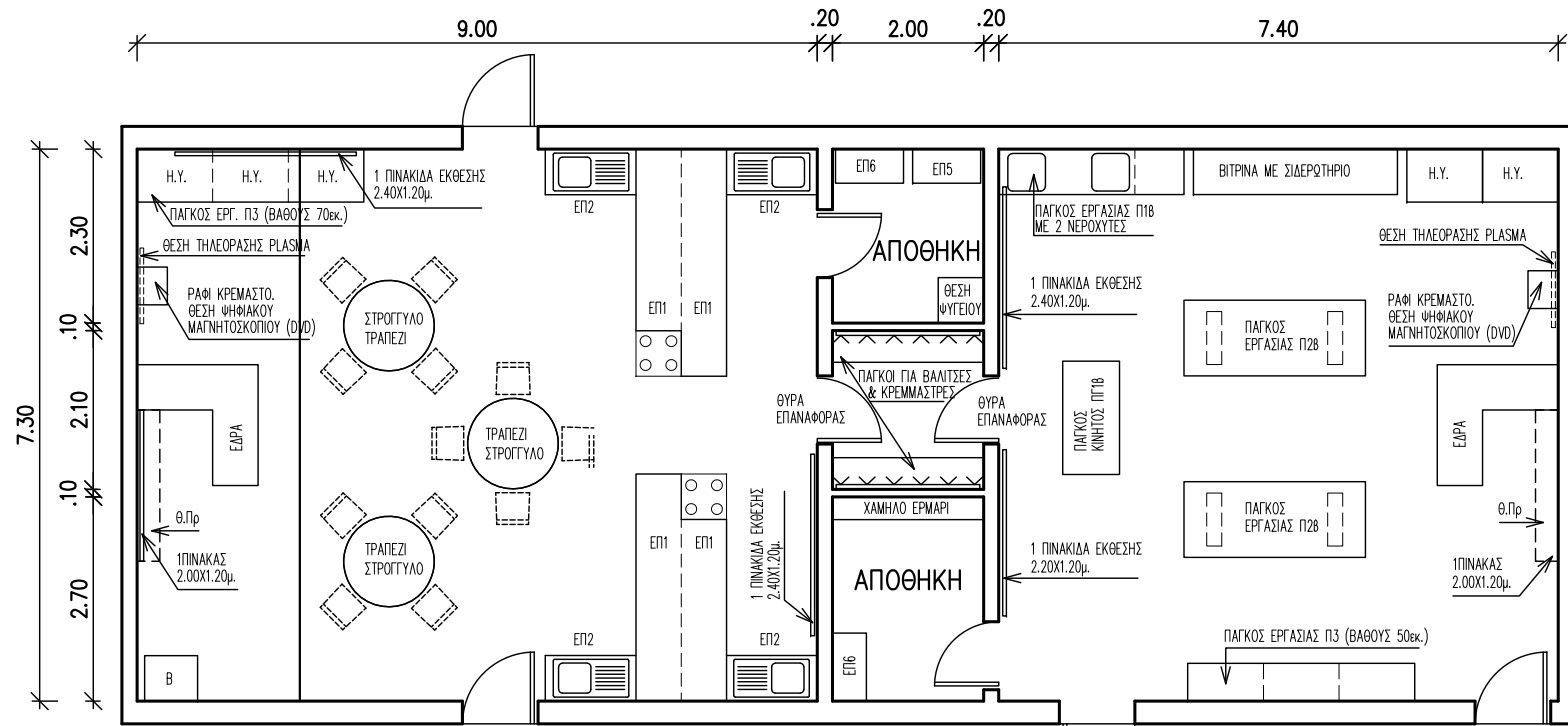 9.00
.20
2.00
.20
7.40
7.30
2.30
.10
2.10
.10
2.70
Η.Υ.
Η.Υ.
Η.Υ.
1 ΠΙΝΑΚΙΔΑ ΕΚΘΕΣΗΣ
2.40Χ1.20μ.
ΠΑΓΚΟΣ ΕΡΓ. Π3 (ΒΑΘΟΥΣ 70εκ.)
ΘΕΣΗ ΤΗΛΕΟΡΑΣΗΣ PLASMA
ΡΑΦΙ ΚΡΕΜΑΣΤΟ.
ΘΕΣΗ ΨΗΦΙΑΚΟΥ
ΜΑΓΝΗΤΟΣΚΟΠΙΟΥ (DVD)
ΣΤΡΟΓΓΥΛΟ
ΤΡΑΠΕΖΙ
ΤΡΑΠΕΖΙ
ΣΤΡΟΓΓΥΛΟ
ΤΡΑΠΕΖΙ
ΣΤΡΟΓΓΥΛΟ
ΕΔΡΑ
Θ.Πρ
1ΠΙΝΑΚΑΣ
2.00Χ1.20μ.
Β
ΕΠ2
ΕΠ2
ΕΠ1
ΕΠ1
ΕΠ1
ΕΠ1
ΕΠ2
ΕΠ2
1 ΠΙΝΑΚΙΔΑ ΕΚΘΕΣΗΣ
2.40Χ1.20μ.
ΕΠ6
ΕΠ5
ΑΠΟΘΗΚΗ
ΘΕΣΗ
ΨΥΓΕΙΟΥ
ΠΑΓΚΟΙ ΓΙΑ ΒΑΛΙΤΣΕΣ
& ΚΡΕΜΜΑΣΤΡΕΣ
ΘΥΡΑ
ΕΠΑΝΑΦΟΡΑΣ
ΘΥΡΑ
ΕΠΑΝΑΦΟΡΑΣ
ΧΑΜΗΛΟ ΕΡΜΑΡΙ
ΑΠΟΘΗΚΗ
ΕΠ6
ΠΑΓΚΟΣ ΕΡΓΑΣΙΑΣ Π1Β
ΜΕ 2 ΝΕΡΟΧΥΤΕΣ
ΒΙΤΡΙΝΑ ΜΕ ΣΙΔΕΡΩΤΗΡΙΟ
Η.Υ.
Η.Υ.
ΘΕΣΗ ΤΗΛΕΟΡΑΣΗΣ PLASMA
1 ΠΙΝΑΚΙΔΑ ΕΚΘΕΣΗΣ
2.40Χ1.20μ.
ΡΑΦΙ ΚΡΕΜΑΣΤΟ.
ΘΕΣΗ ΨΗΦΙΑΚΟΥ
ΜΑΓΝΗΤΟΣΚΟΠΙΟΥ (DVD)
ΠΑΓΚΟΣ
ΕΡΓΑΣΙΑΣ Π2Β
ΠΑΓΚΟΣ
ΚΙΝΗΤΟΣ ΠΓ1Β
ΕΔΡΑ
ΠΑΓΚΟΣ
ΕΡΓΑΣΙΑΣ Π2Β
Θ.Πρ
1 ΠΙΝΑΚΙΔΑ ΕΚΘΕΣΗΣ
2.20Χ1.20μ.
1ΠΙΝΑΚΑΣ
2.00Χ1.20μ.
ΠΑΓΚΟΣ ΕΡΓΑΣΙΑΣ Π3 (ΒΑΘΟΥΣ 50εκ.)